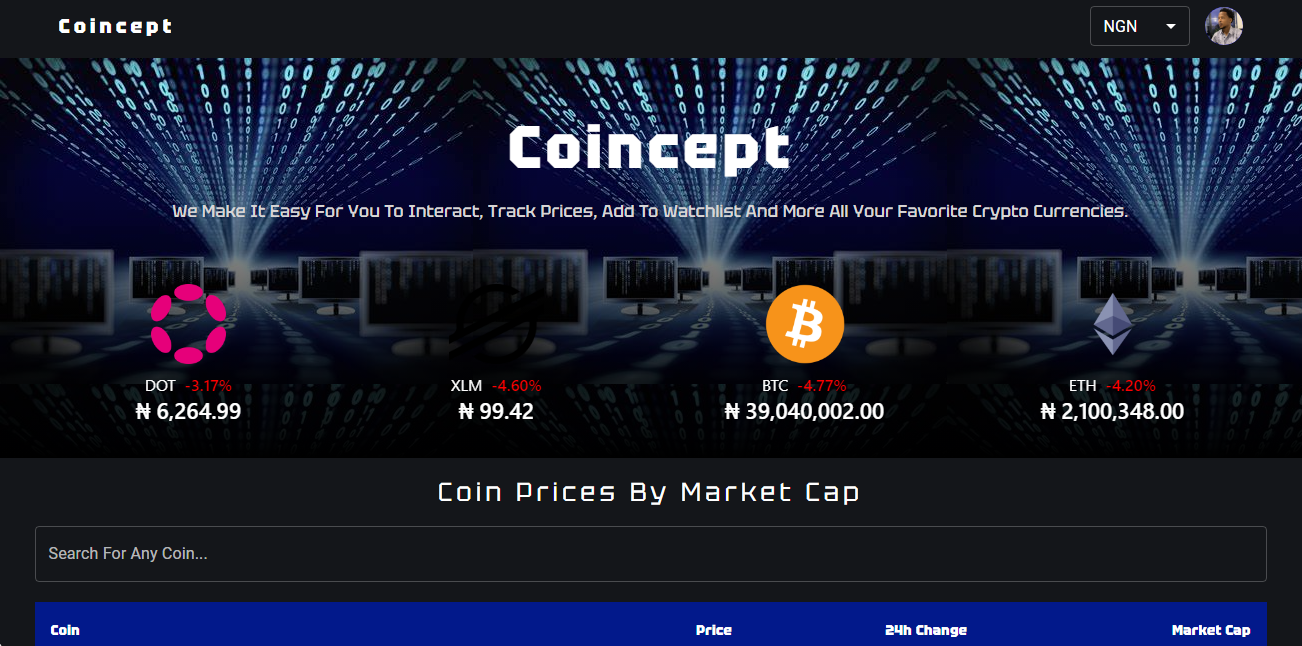 Coincept
NGN
Coincept
We Make It Easy For You To Interact, Track Prices, Add To Watchlist And More All Your Favorite Crypto Currencies.
DOT -3.17%
₦ 6,264.99
XLM -4.60%
₦ 99.42
BTC -4.77%
₦ 39,040,002.00
ETH -4.20%
₦ 2,100,348.00
Coin Prices By Market Cap
Search For Any Coin...
Coin Price 24h Change Market Cap